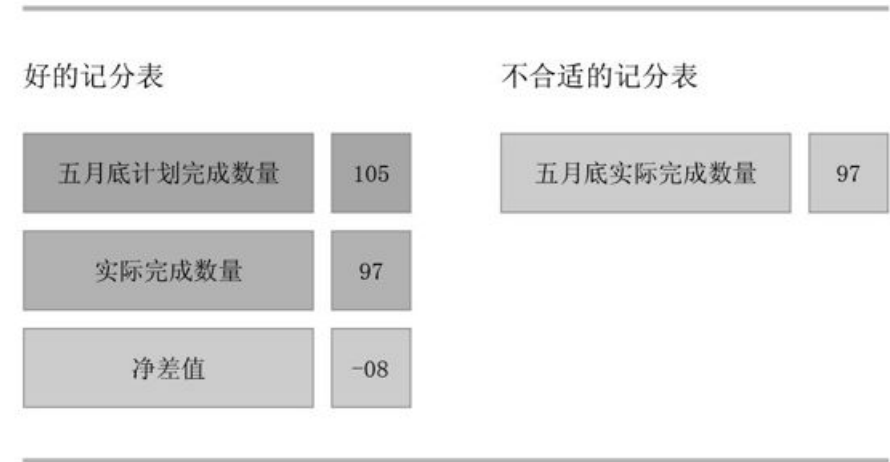 好的记分表
五月底计划完成数量 105
实际完成数量 97
净差值 -08
不合适的记分表
五月底实际完成数量 97